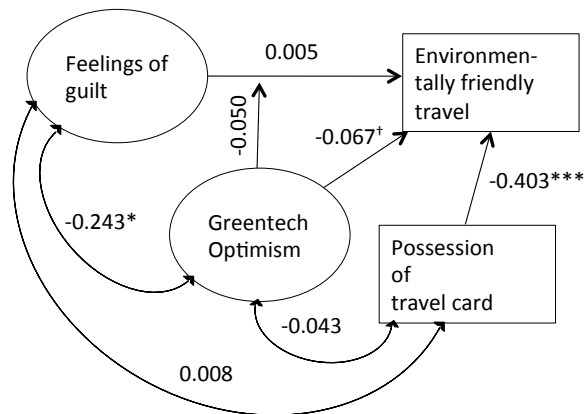 Feelings of
guilt
0.005
Environmen-
tally friendly
travel
-0.050
-0.067†
-0.403***
-0.243*
Greentech
Optimism
Possession
of
travel card
-0.043
0.008